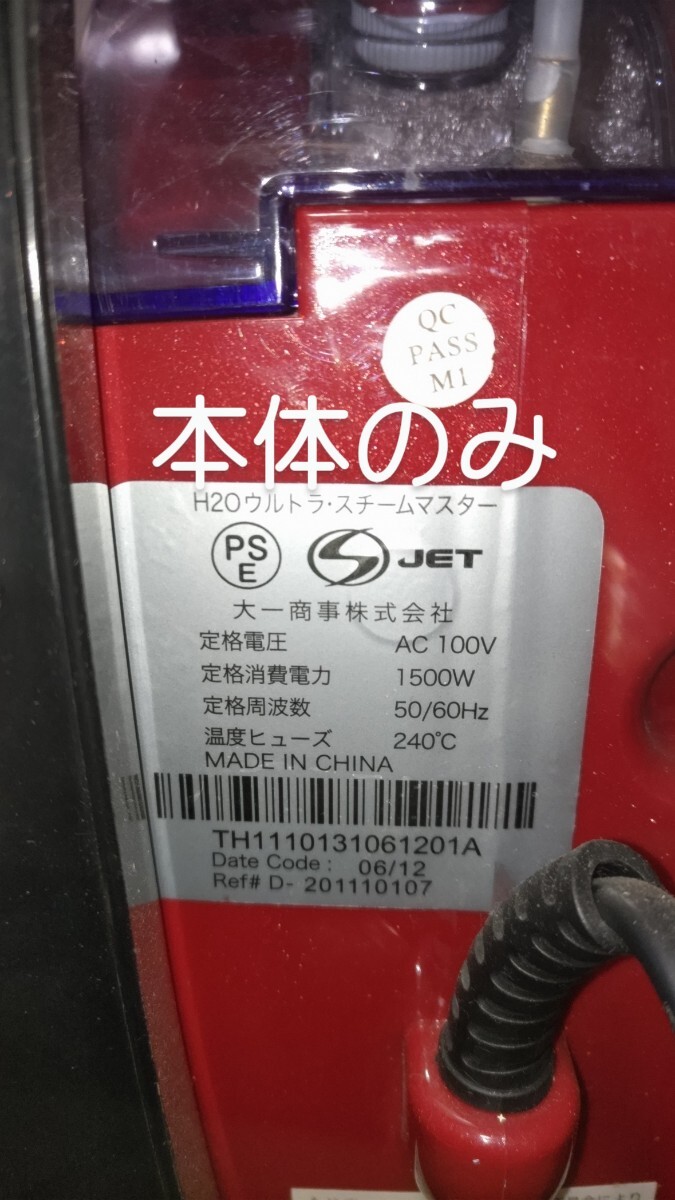 QC
PASS
M1
本体のみ
H2Oウルトラ・スチームマスター
PS
E
JET
大一商事株式会社
定格電圧 AC 100V
定格消費電力 1500W
定格周波数 50/60Hz
温度ヒューズ 240℃
MADE IN CHINA
TH1110131061201A
Date Code : 06/12
Ref# D- 201110107